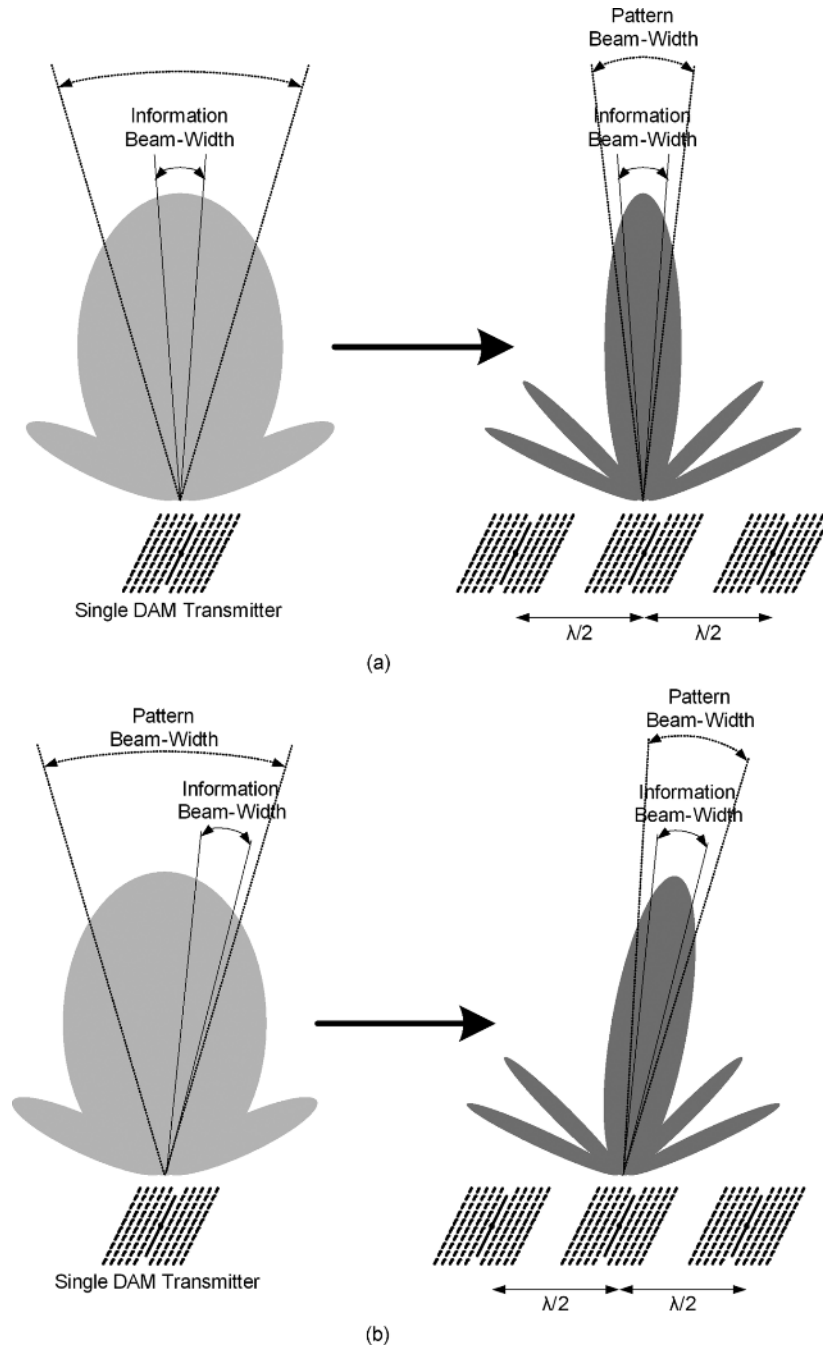 Pattern
Beam-Width
Information
Beam-Width
Information
Beam-Width
Single DAM Transmitter
λ/2
λ/2
(a)
Pattern
Beam-Width
Pattern
Beam-Width
Information
Beam-Width
Information
Beam-Width
Single DAM Transmitter
λ/2
λ/2
(b)